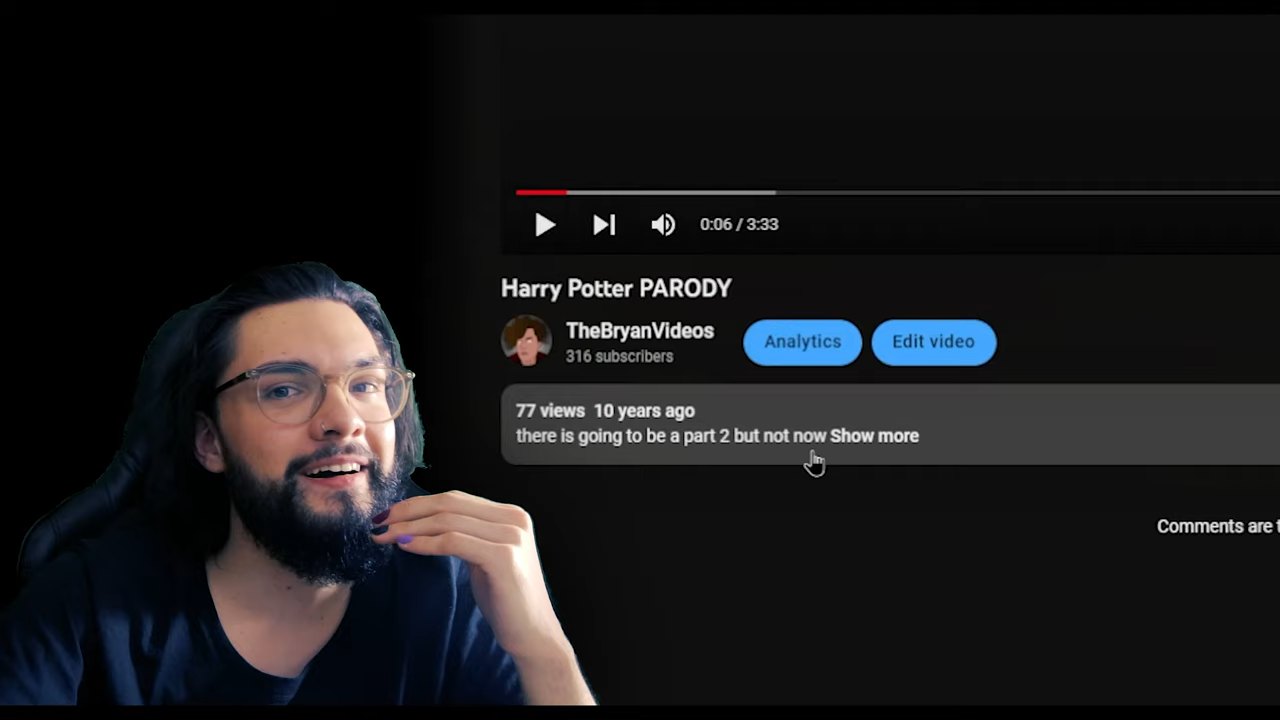 0:06 / 3:33
Harry Potter PARODY
TheBryanVideos
316 subscribers
Analytics
Edit video
77 views 10 years ago
there is going to be a part 2 but not now Show more
Comments are